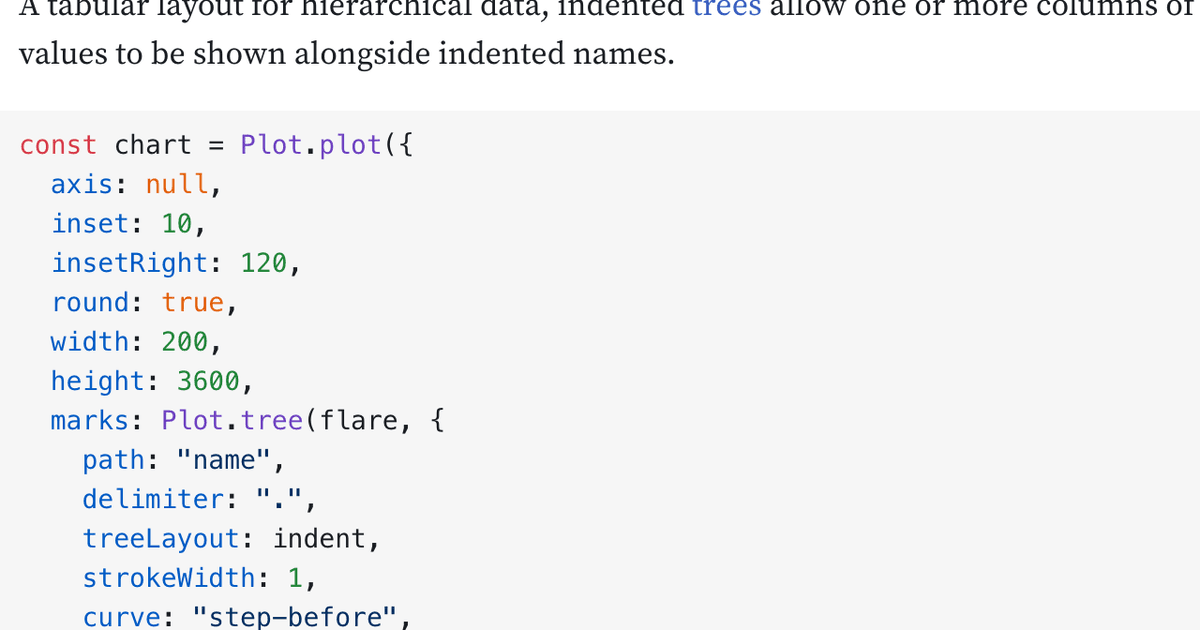 A tabular layout for hierarchical data, indented trees allow one or more columns of
values to be shown alongside indented names.
const chart = Plot.plot({
  axis: null,
  inset: 10,
  insetRight: 120,
  round: true,
  width: 200,
  height: 3600,
  marks: Plot.tree(flare, {
    path: "name",
    delimiter: ".",
    treeLayout: indent,
    strokeWidth: 1,
    curve: "step-before",